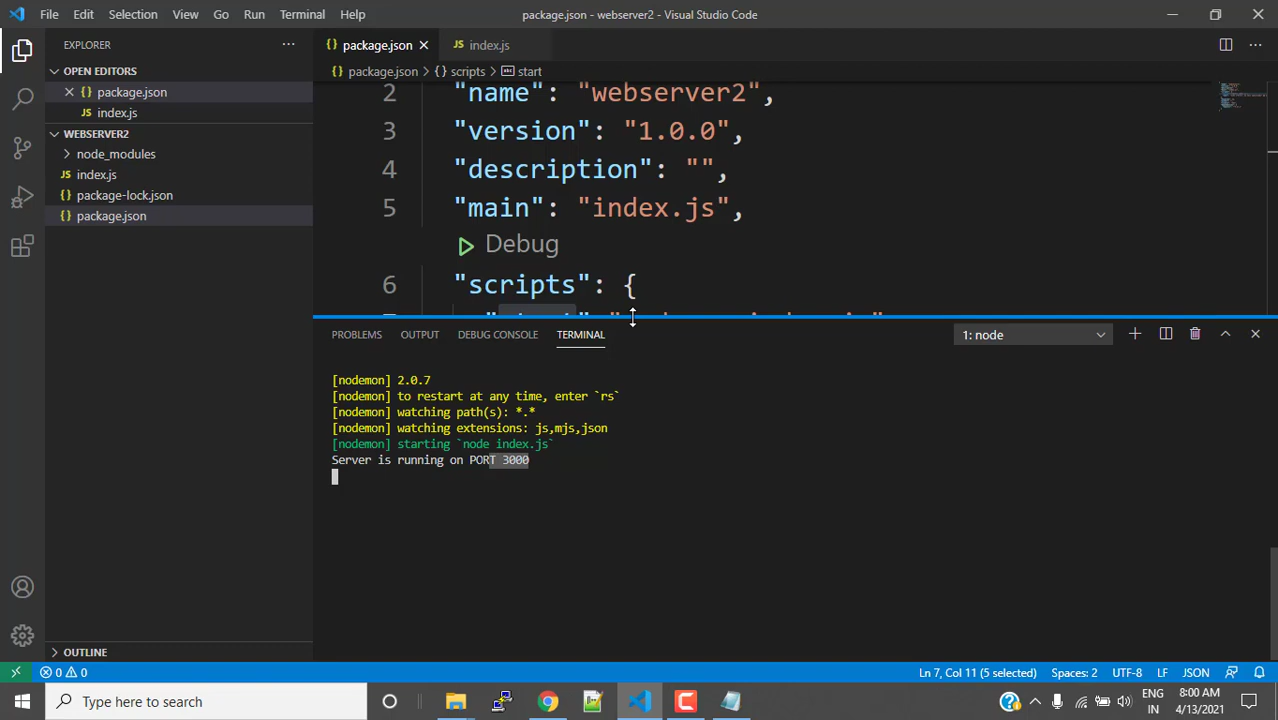 File Edit Selection View Go Run Terminal Help
package.json - webserver2 - Visual Studio Code
EXPLORER
OPEN EDITORS
package.json
index.js
WEBSERVER2
node_modules
index.js
package-lock.json
package.json
OUTLINE
package.json
index.js
package.json > scripts > start
2 "name": "webserver2",
3 "version": "1.0.0",
4 "description": "",
5 "main": "index.js",
Debug
6 "scripts": {
PROBLEMS OUTPUT DEBUG CONSOLE TERMINAL
1: node
[nodemon] 2.0.7
[nodemon] to restart at any time, enter `rs`
[nodemon] watching path(s): *.*
[nodemon] watching extensions: js,mjs,json
[nodemon] starting `node index.js`
Server is running on PORT 3000
0 0
Ln 7, Col 11 (5 selected) Spaces: 2 UTF-8 LF JSON
Type here to search
ENG
IN
8:00 AM
4/13/2021